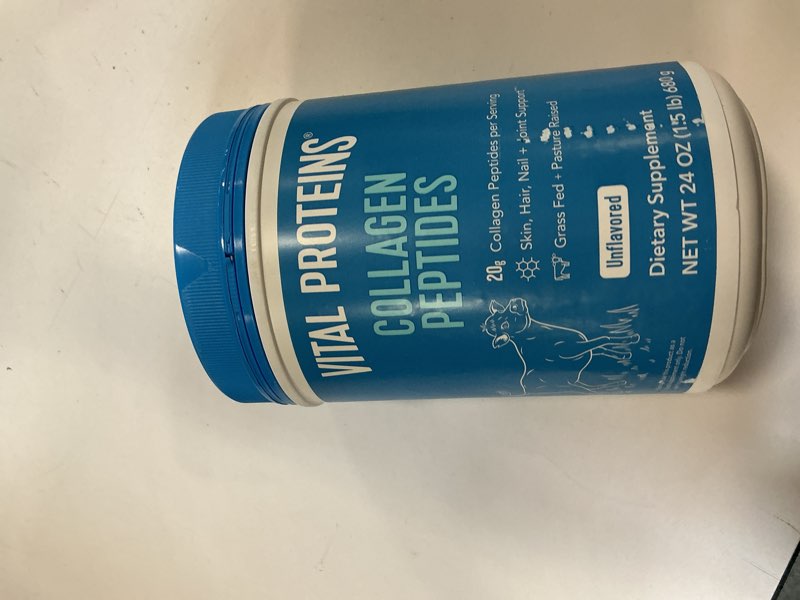 VITAL PROTEINS®
COLLAGEN
PEPTIDES
20g Collagen Peptides per Serving
Skin, Hair, Nail + Joint Support
Grass Fed + Pasture Raised
Unflavored
Dietary Supplement
NET WT 24 OZ (1.5 lb) 680g